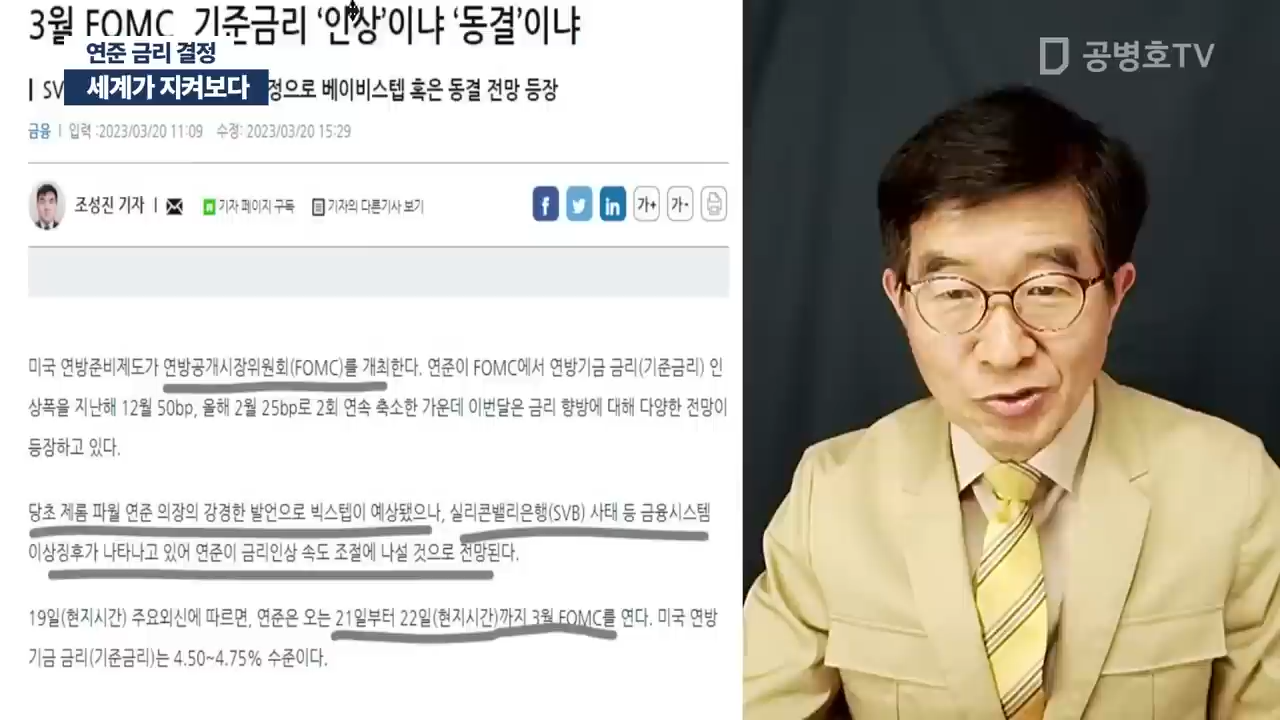 3월 FOMC 기준금리 '인상'이냐 '동결'이냐
연준 금리 결정
세계가 지켜보다
SV 정으로 베이비스텝 혹은 동결 전망 등장
금융 | 입력 :2023/03/20 11:09 수정: 2023/03/20 15:29
조성진 기자 | 기자 페이지 구독 기자의 다른기사 보기
f in 가+ 가-
미국 연방준비제도가 연방공개시장위원회(FOMC)를 개최한다. 연준이 FOMC에서 연방기금 금리(기준금리) 인
상폭을 지난해 12월 50bp, 올해 2월 25bp로 2회 연속 축소한 가운데 이번달은 금리 향방에 대해 다양한 전망이
등장하고 있다.
당초 제롬 파월 연준 의장의 강경한 발언으로 빅스텝이 예상됐으나, 실리콘밸리은행(SVB) 사태 등 금융시스템
이상징후가 나타나고 있어 연준이 금리인상 속도 조절에 나설 것으로 전망된다.
19일(현지시간) 주요외신에 따르면, 연준은 오는 21일부터 22일(현지시간)까지 3월 FOMC를 연다. 미국 연방
기금 금리(기준금리)는 4.50~4.75% 수준이다.
공병호TV